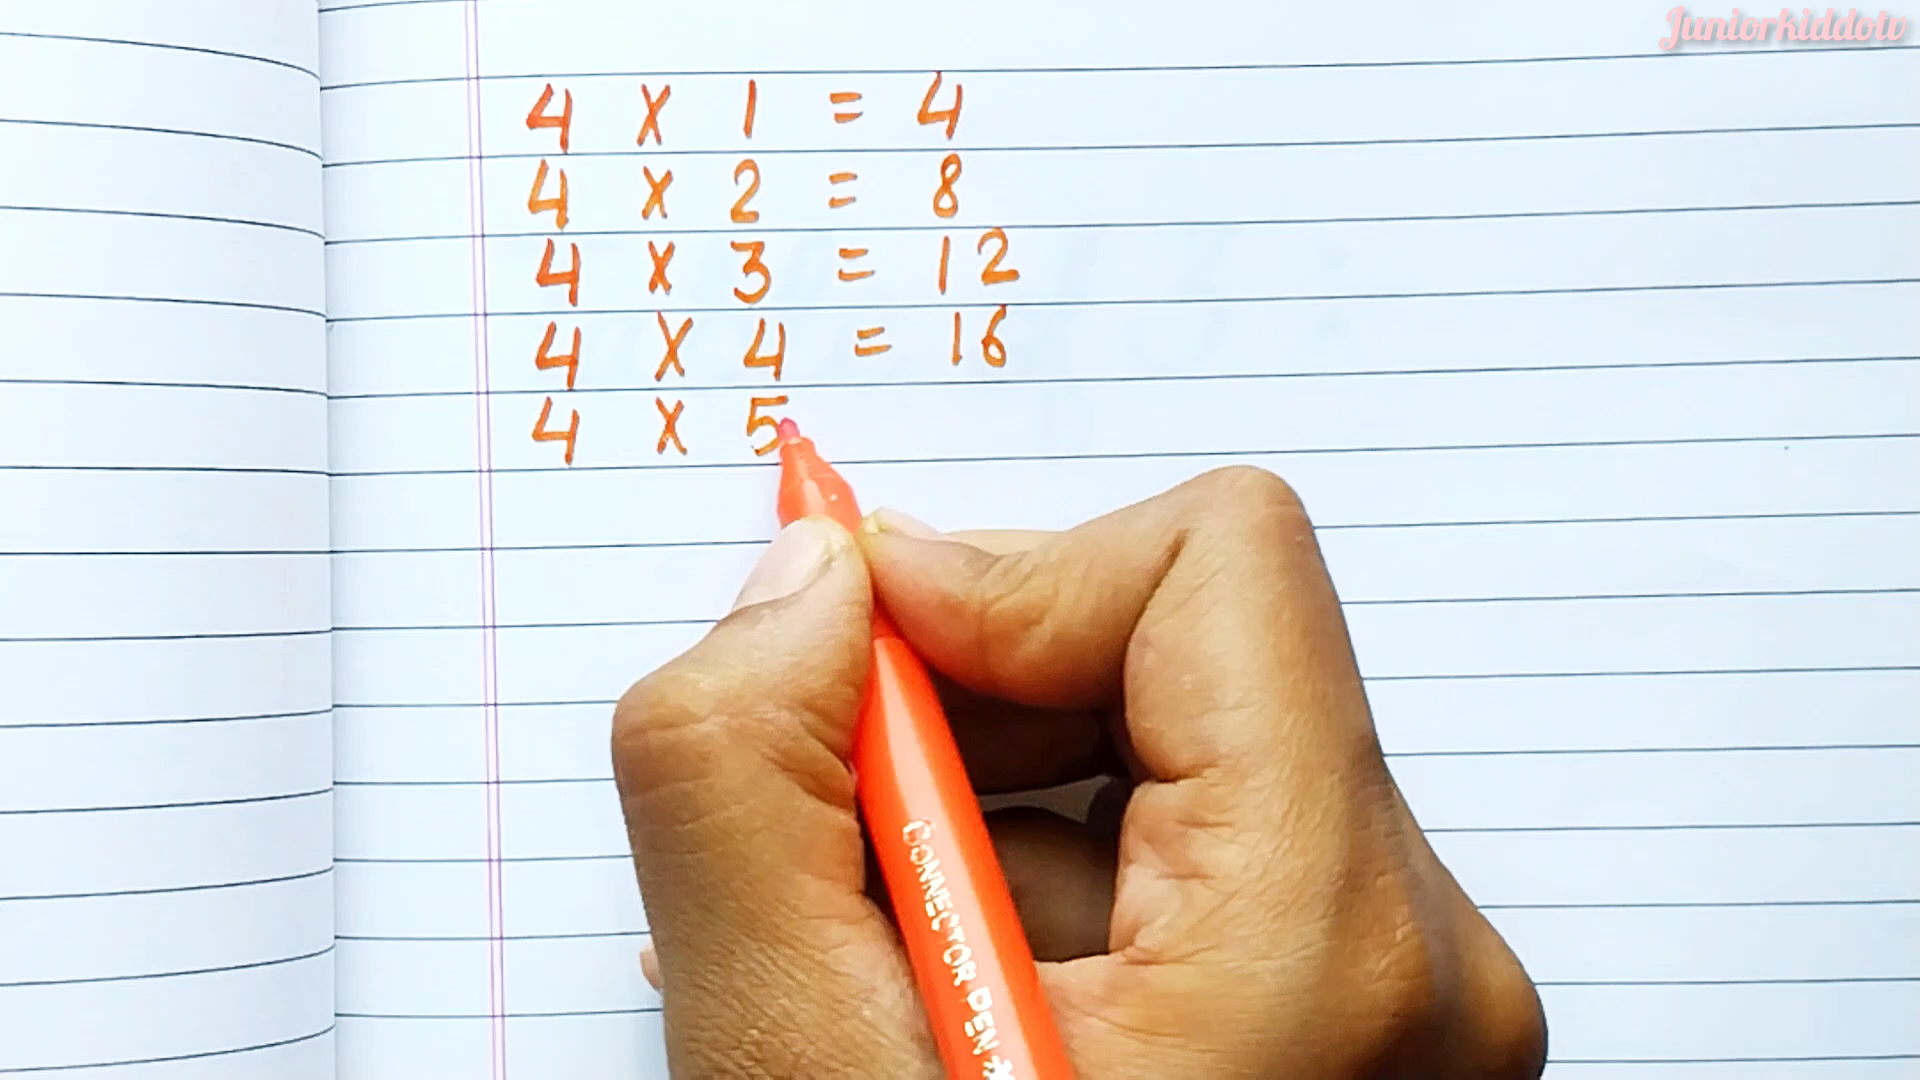 Juniorkiddotv
4 X 1 = 4
4 X 2 = 8
4 X 3 = 12
4 X 4 = 16
4 X 5
CONNECTOR PEN